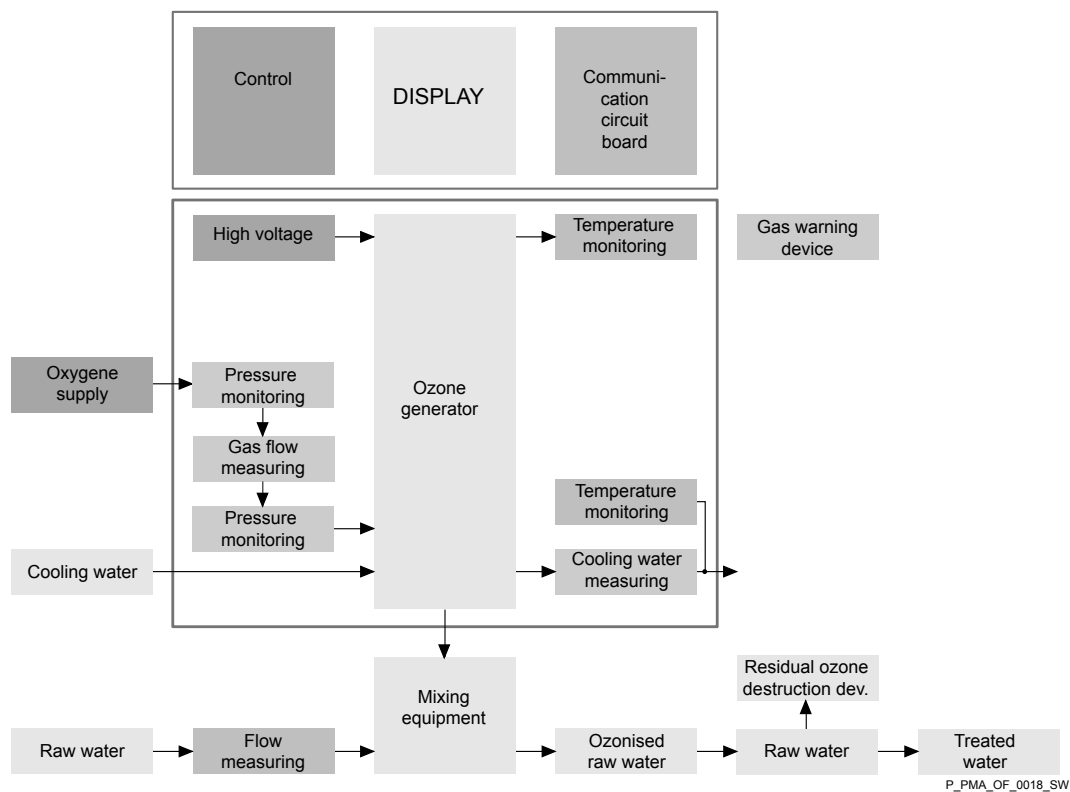 Control
DISPLAY
Communi-
cation
circuit
board
High voltage
Temperature
monitoring
Gas warning
device
Oxygene
supply
Pressure
monitoring
Ozone
generator
Gas flow
measuring
Temperature
monitoring
Pressure
monitoring
Cooling water
Cooling water
measuring
Mixing
equipment
Residual ozone
destruction dev.
Raw water
Flow
measuring
Ozonised
raw water
Raw water
Treated
water
P_PMA_OF_0018_SW